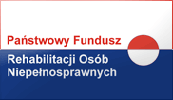 Państwowy Fundusz
Rehabilitacji Osób
Niepełnosprawnych